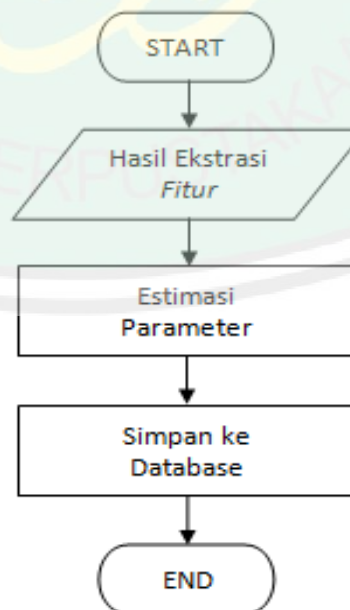 START
Hasil Ekstrasi
Fitur
Estimasi
Parameter
Simpan ke
Database
END